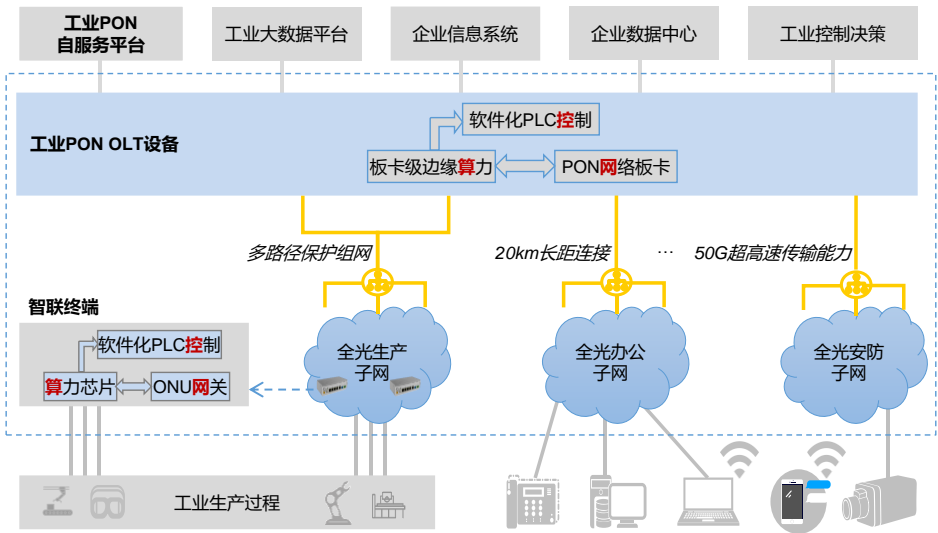 工业PON
自服务平台
工业大数据平台
企业信息系统
企业数据中心
工业控制决策
工业PON OLT设备
软件化PLC控制
板卡级边缘算力
PON网络板卡
多路径保护组网
20km长距连接
…
50G超高速传输能力
智联终端
软件化PLC控制
算力芯片
ONU网关
全光生产
子网
全光办公
子网
全光安防
子网
工业生产过程